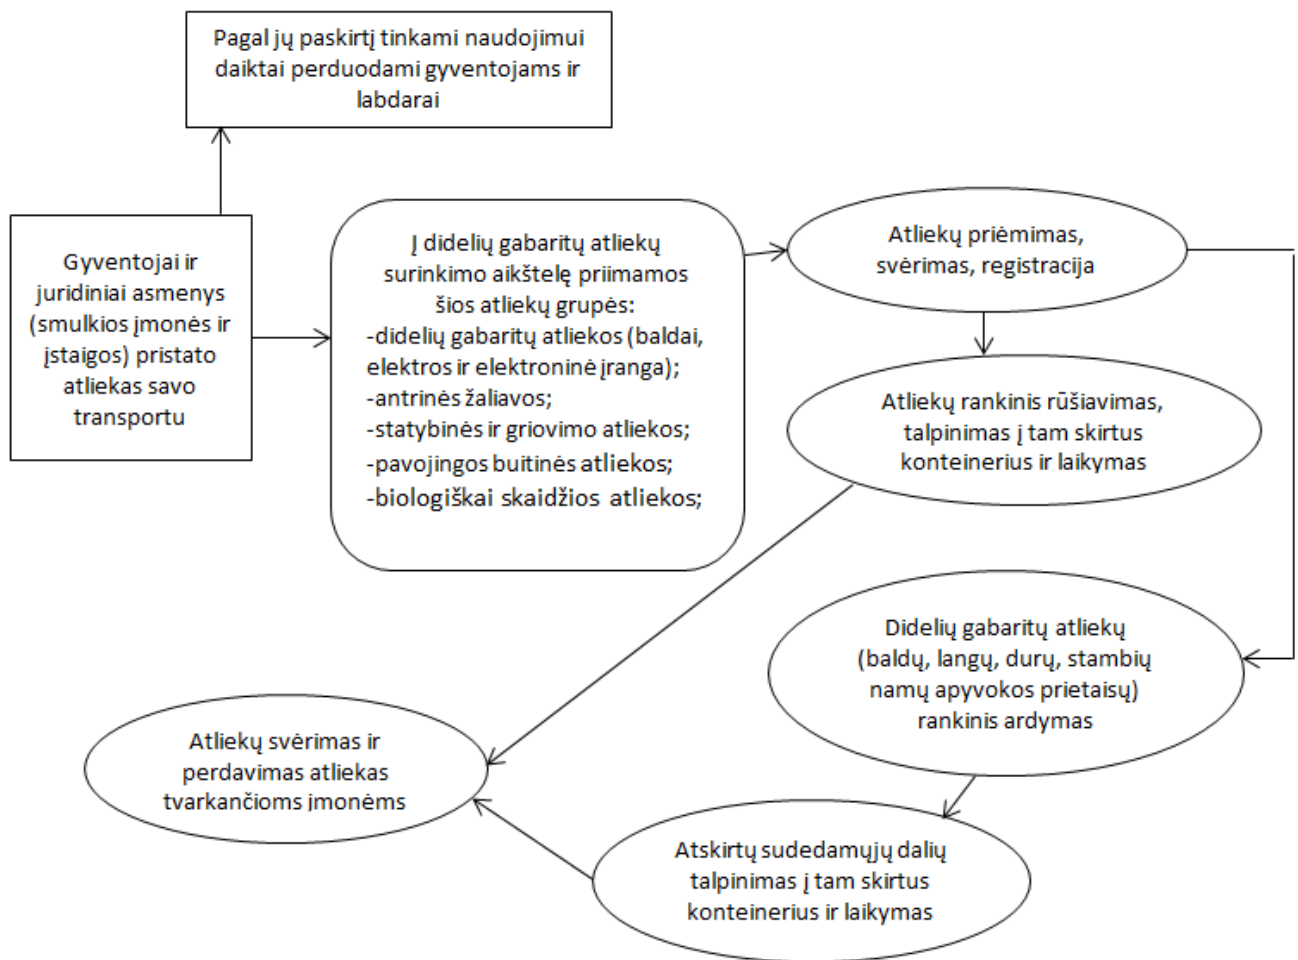 Pagal jų paskirtį tinkami naudojimui
daiktai perduodami gyventojams ir
labdarai
Gyventojai ir
juridiniai asmenys
(smulkios įmonės ir
įstaigos) pristato
atliekas savo
transportu
Į didelių gabaritų atliekų
surinkimo aikštelę priimamos
šios atliekų grupės:
-didelių gabaritų atliekos (baldai,
elektros ir elektroninė įranga);
-antrinės žaliavos;
-statybinės ir griovimo atliekos;
-pavojingos buitinės atliekos;
-biologiškai skaidžios atliekos;
Atliekų priėmimas,
svėrimas, registracija
Atliekų rankinis rūšiavimas,
talpinimas į tam skirtus
konteinerius ir laikymas
Didelių gabaritų atliekų
(baldų, langų, durų, stambių
namų apyvokos prietaisų)
rankinis ardymas
Atskirtų sudedamųjų dalių
talpinimas į tam skirtus
konteinerius ir laikymas
Atliekų svėrimas ir
perdavimas atliekas
tvarkančioms įmonėms